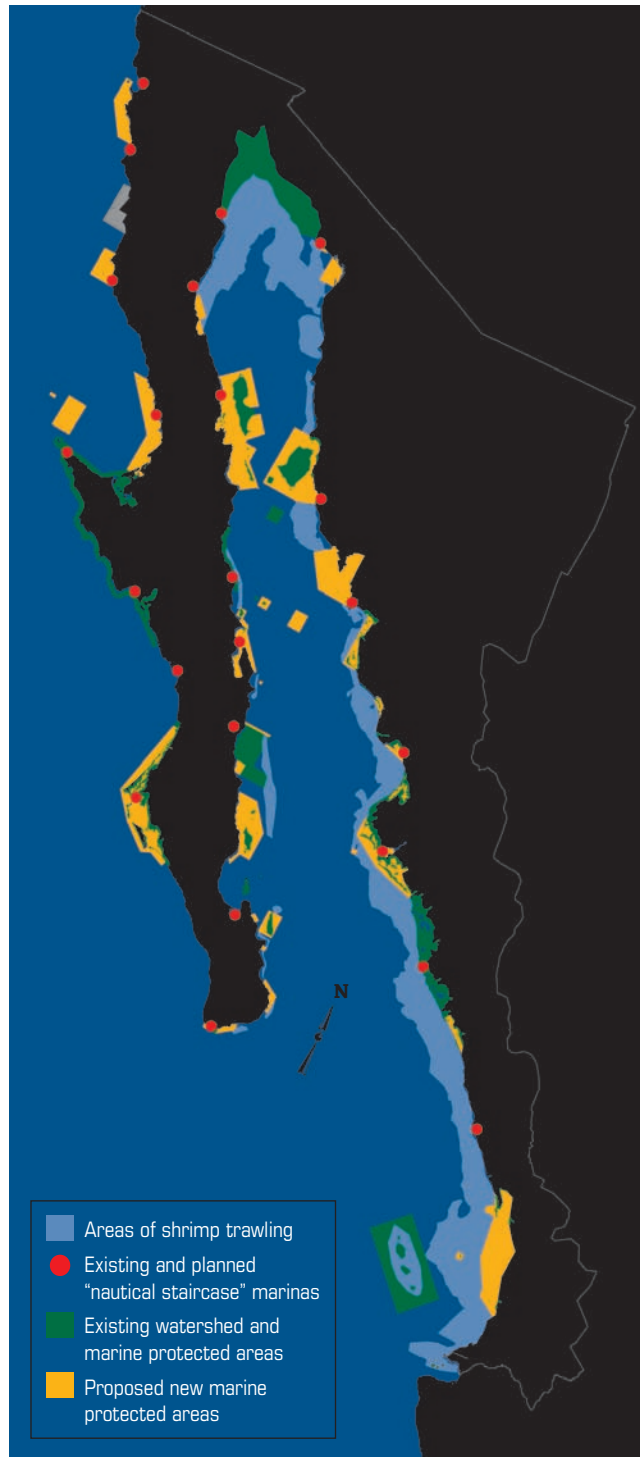 N
Areas of shrimp trawling
Existing and planned
“nautical staircase” marinas
Existing watershed and
marine protected areas
Proposed new marine
protected areas